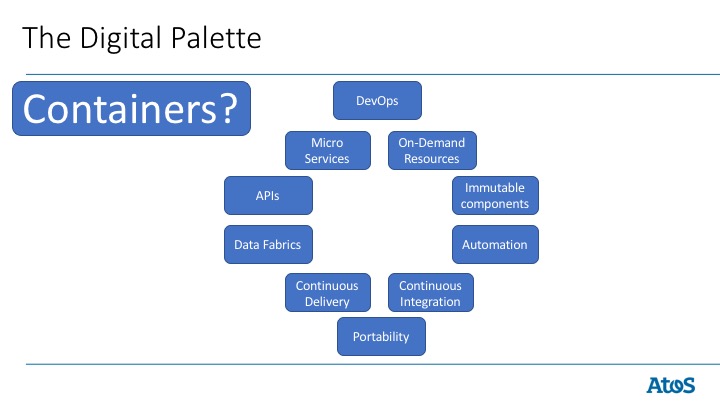 The Digital Palette
Containers?
DevOps
Micro
Services
On-Demand
Resources
APIs
Immutable
components
Data Fabrics
Automation
Continuous
Delivery
Continuous
Integration
Portability
Atos